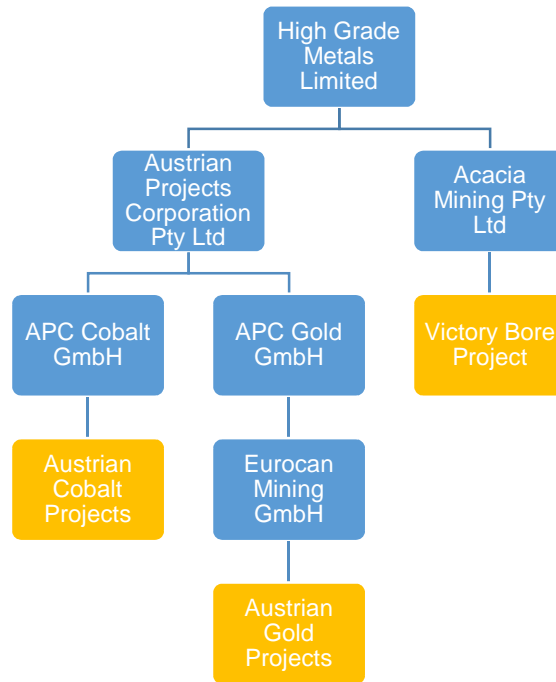 High Grade
Metals
Limited
Austrian
Projects
Corporation
Pty Ltd
Acacia
Mining Pty
Ltd
APC Cobalt
GmbH
APC Gold
GmbH
Victory Bore
Project
Austrian
Cobalt
Projects
Eurocan
Mining
GmbH
Austrian
Gold
Projects